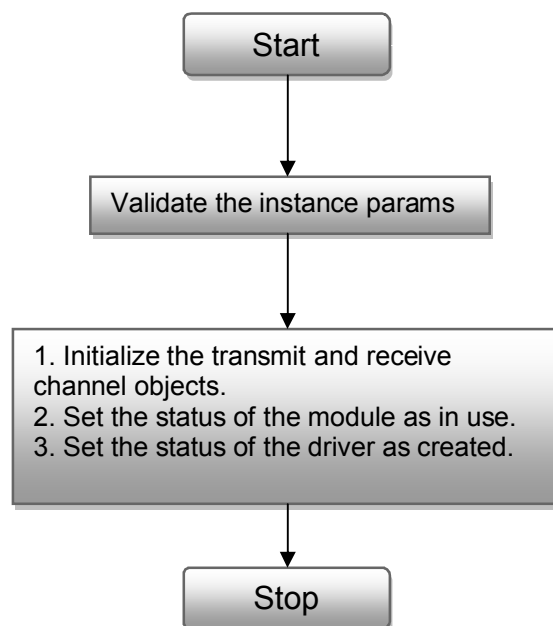 Start
Validate the instance params
1. Initialize the transmit and receive
channel objects.
2. Set the status of the module as in use.
3. Set the status of the driver as created.
Stop